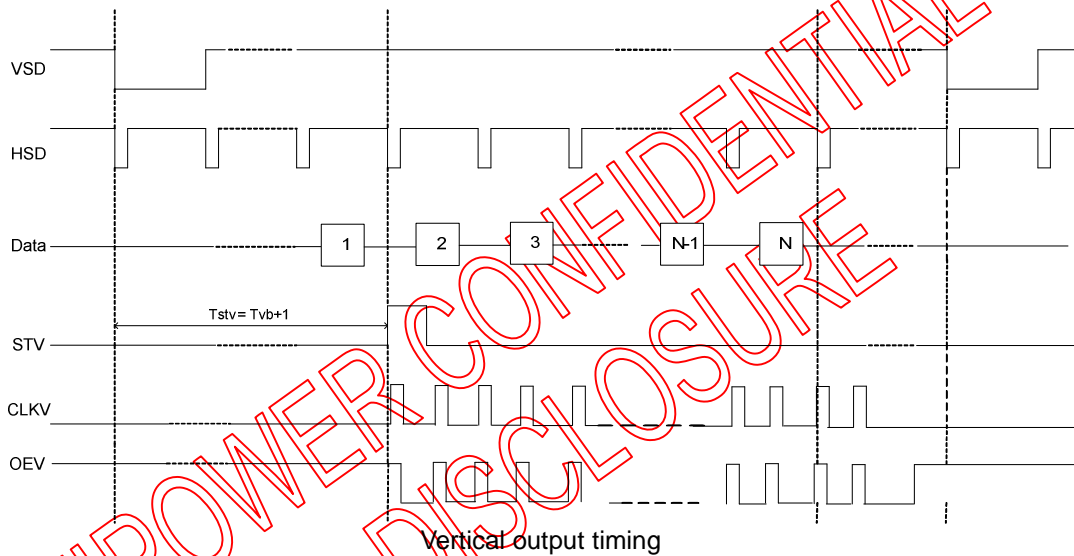 VSD
HSD
Data
1
2
3
N-1
N
Tstv= Tvb+1
STV
CLKV
OEV
Vertical output timing
POWER CONFIDENTIAL
DISCLOSURE